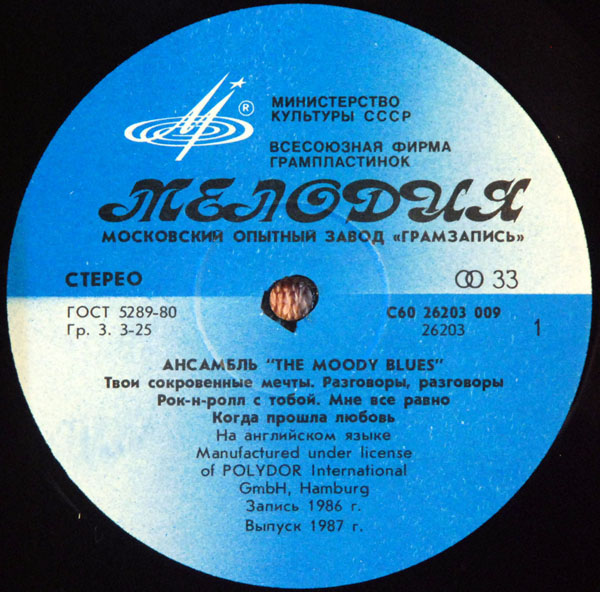 ®
МИНИСТЕРСТВО
КУЛЬТУРЫ СССР
ВСЕСОЮЗНАЯ ФИРМА
ГРАМПЛАСТИНОК
МЕЛОДИЯ
МОСКОВСКИЙ ОПЫТНЫЙ ЗАВОД «ГРАМЗАПИСЬ»
СТЕРЕО 33
ГОСТ 5289-80 С60 26203 009
Гр. 3. 3-25 26203 1
АНСАМБЛЬ "THE MOODY BLUES"
Твои сокровенные мечты. Разговоры, разговоры
Рок-н-ролл с тобой. Мне все равно
Когда прошла любовь
На английском языке
Manufactured under license
of POLYDOR International
GmbH, Hamburg
Запись 1986 г.
Выпуск 1987 г.